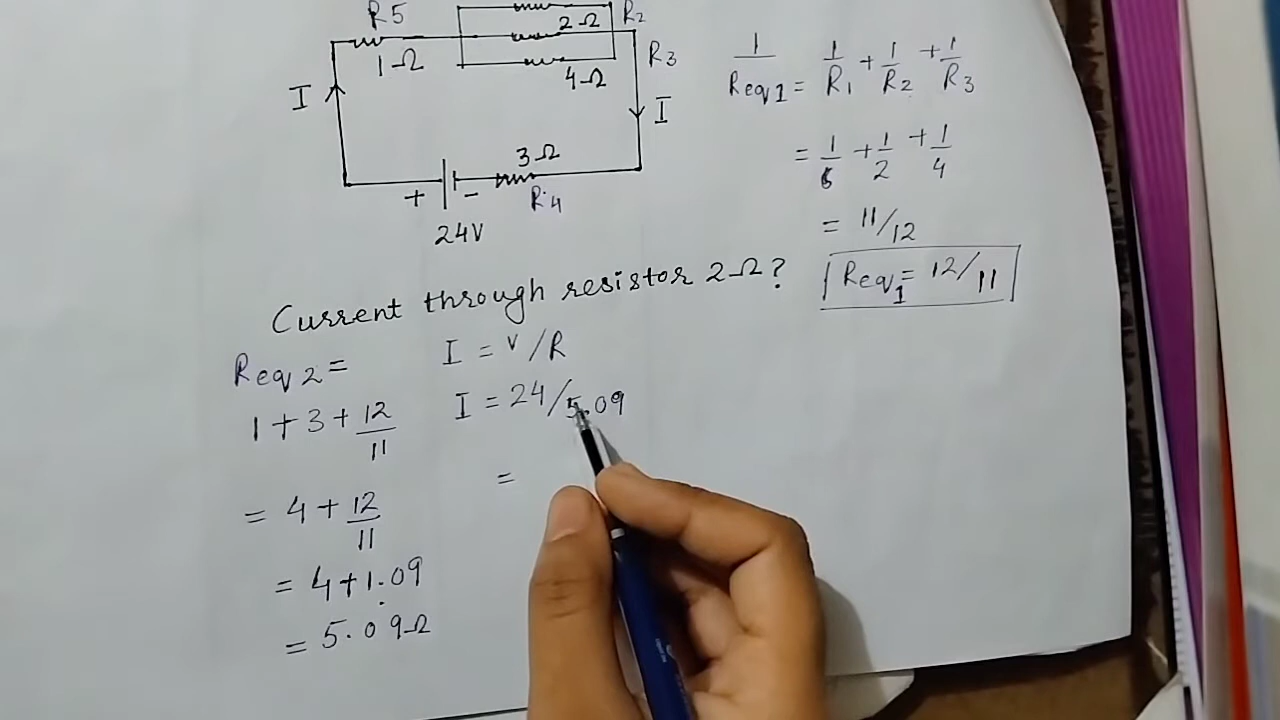 R5
R2
2Ω
1Ω
R3
4Ω
I
I
3Ω
+ -
R4
24V
1/Req1 = 1/R1 + 1/R2 + 1/R3
= 1/6 + 1/2 + 1/4
= 11/12
Req1 = 12/11
Current through resistor 2Ω?
Req2 =
1+3+12/11
= 4+12/11
= 4+1.09
= 5.09Ω
I = V/R
I = 24/5.09
=